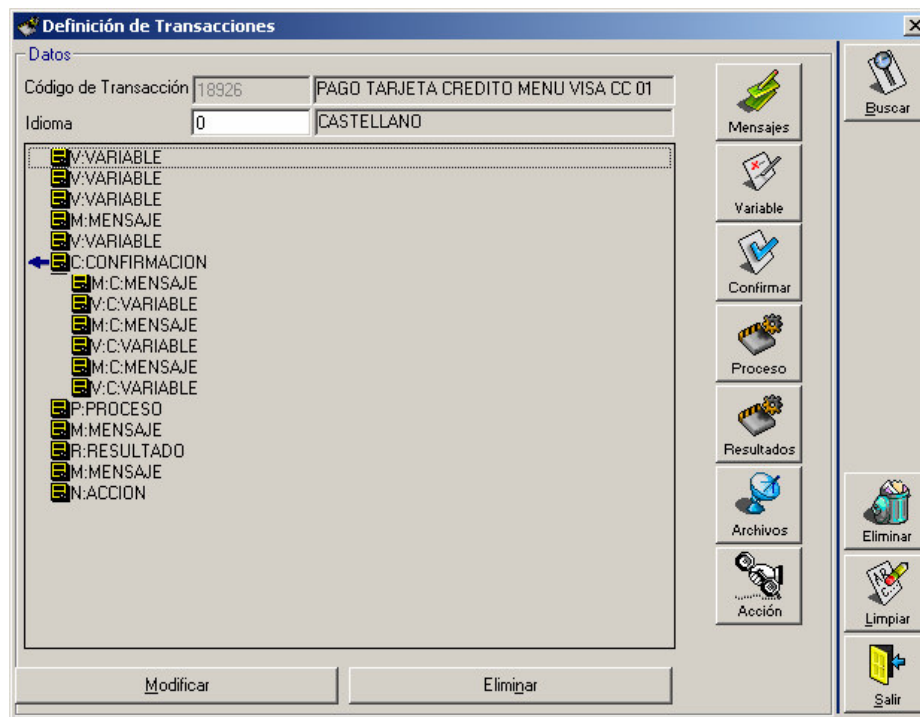 Definición de Transacciones
Datos
Código de Transacción 18926 PAGO TARJETA CREDITO MENU VISA CC 01
Idioma 0 CASTELLANO
V:VARIABLE
V:VARIABLE
V:VARIABLE
M:MENSAJE
V:VARIABLE
C:CONFIRMACION
M:C:MENSAJE
V:C:VARIABLE
M:C:MENSAJE
V:C:VARIABLE
M:C:MENSAJE
V:C:VARIABLE
P:PROCESO
M:MENSAJE
R:RESULTADO
M:MENSAJE
N:ACCION
Modificar Eliminar
Mensajes
Variable
Confirmar
Proceso
Resultados
Archivos
Acción
Buscar
Eliminar
Limpiar
Salir